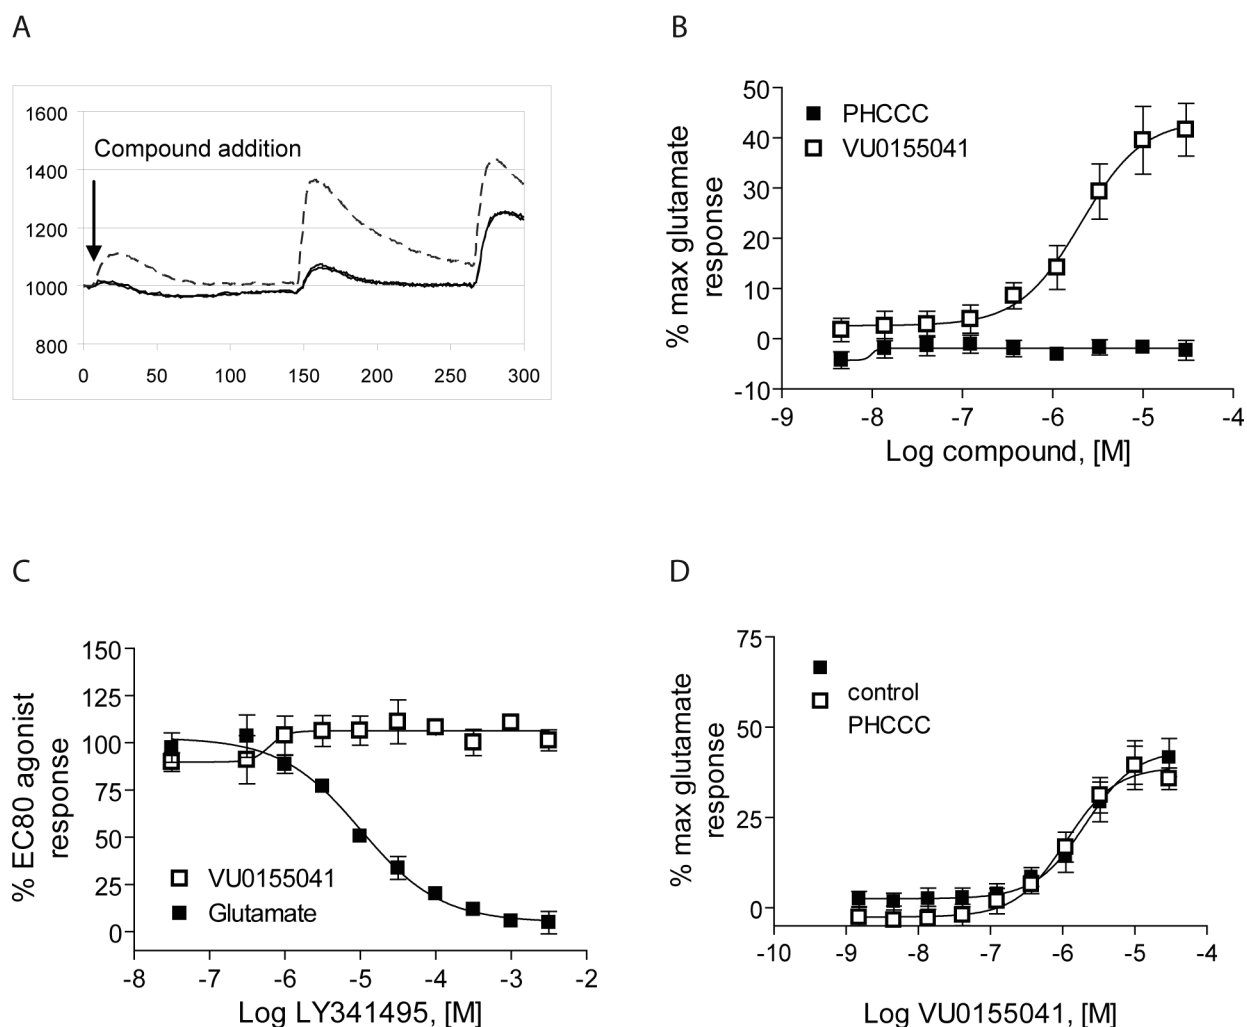 A
1600
1400
1200
1000
800
Compound addition
0 50 100 150 200 250 300
B
50
40
30
20
10
0
-10
% max glutamate
response
PHCCC
VU0155041
-9 -8 -7 -6 -5 -4
Log compound, [M]
C
150
125
100
75
50
25
0
% EC80 agonist
response
VU0155041
Glutamate
-8 -7 -6 -5 -4 -3 -2
Log LY341495, [M]
D
75
50
25
0
% max glutamate
response
control
PHCCC
-10 -9 -8 -7 -6 -5 -4
Log VU0155041, [M]